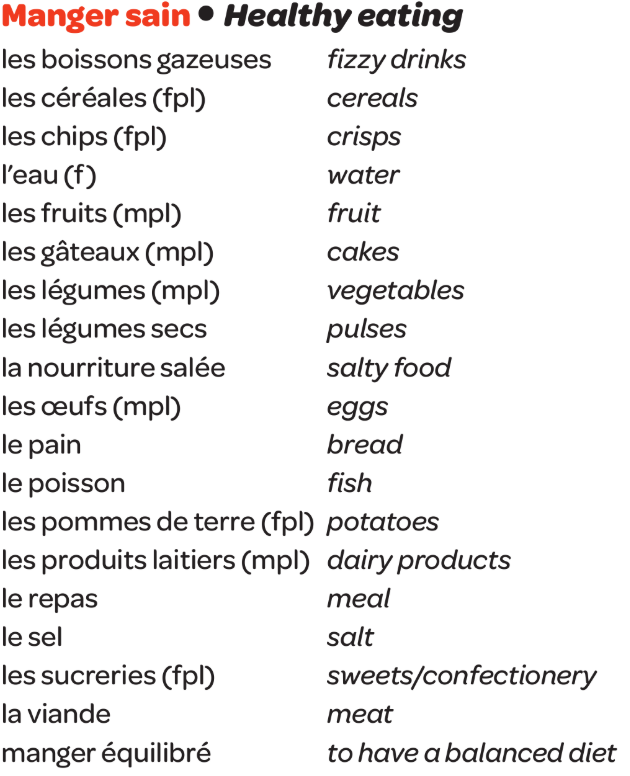 Manger sain • Healthy eating
les boissons gazeuses fizzy drinks
les céréales (fpl) cereals
les chips (fpl) crisps
l'eau (f) water
les fruits (mpl) fruit
les gâteaux (mpl) cakes
les légumes (mpl) vegetables
les légumes secs pulses
la nourriture salée salty food
les œufs (mpl) eggs
le pain bread
le poisson fish
les pommes de terre (fpl) potatoes
les produits laitiers (mpl) dairy products
le repas meal
le sel salt
les sucreries (fpl) sweets/confectionery
la viande meat
manger équilibré to have a balanced diet